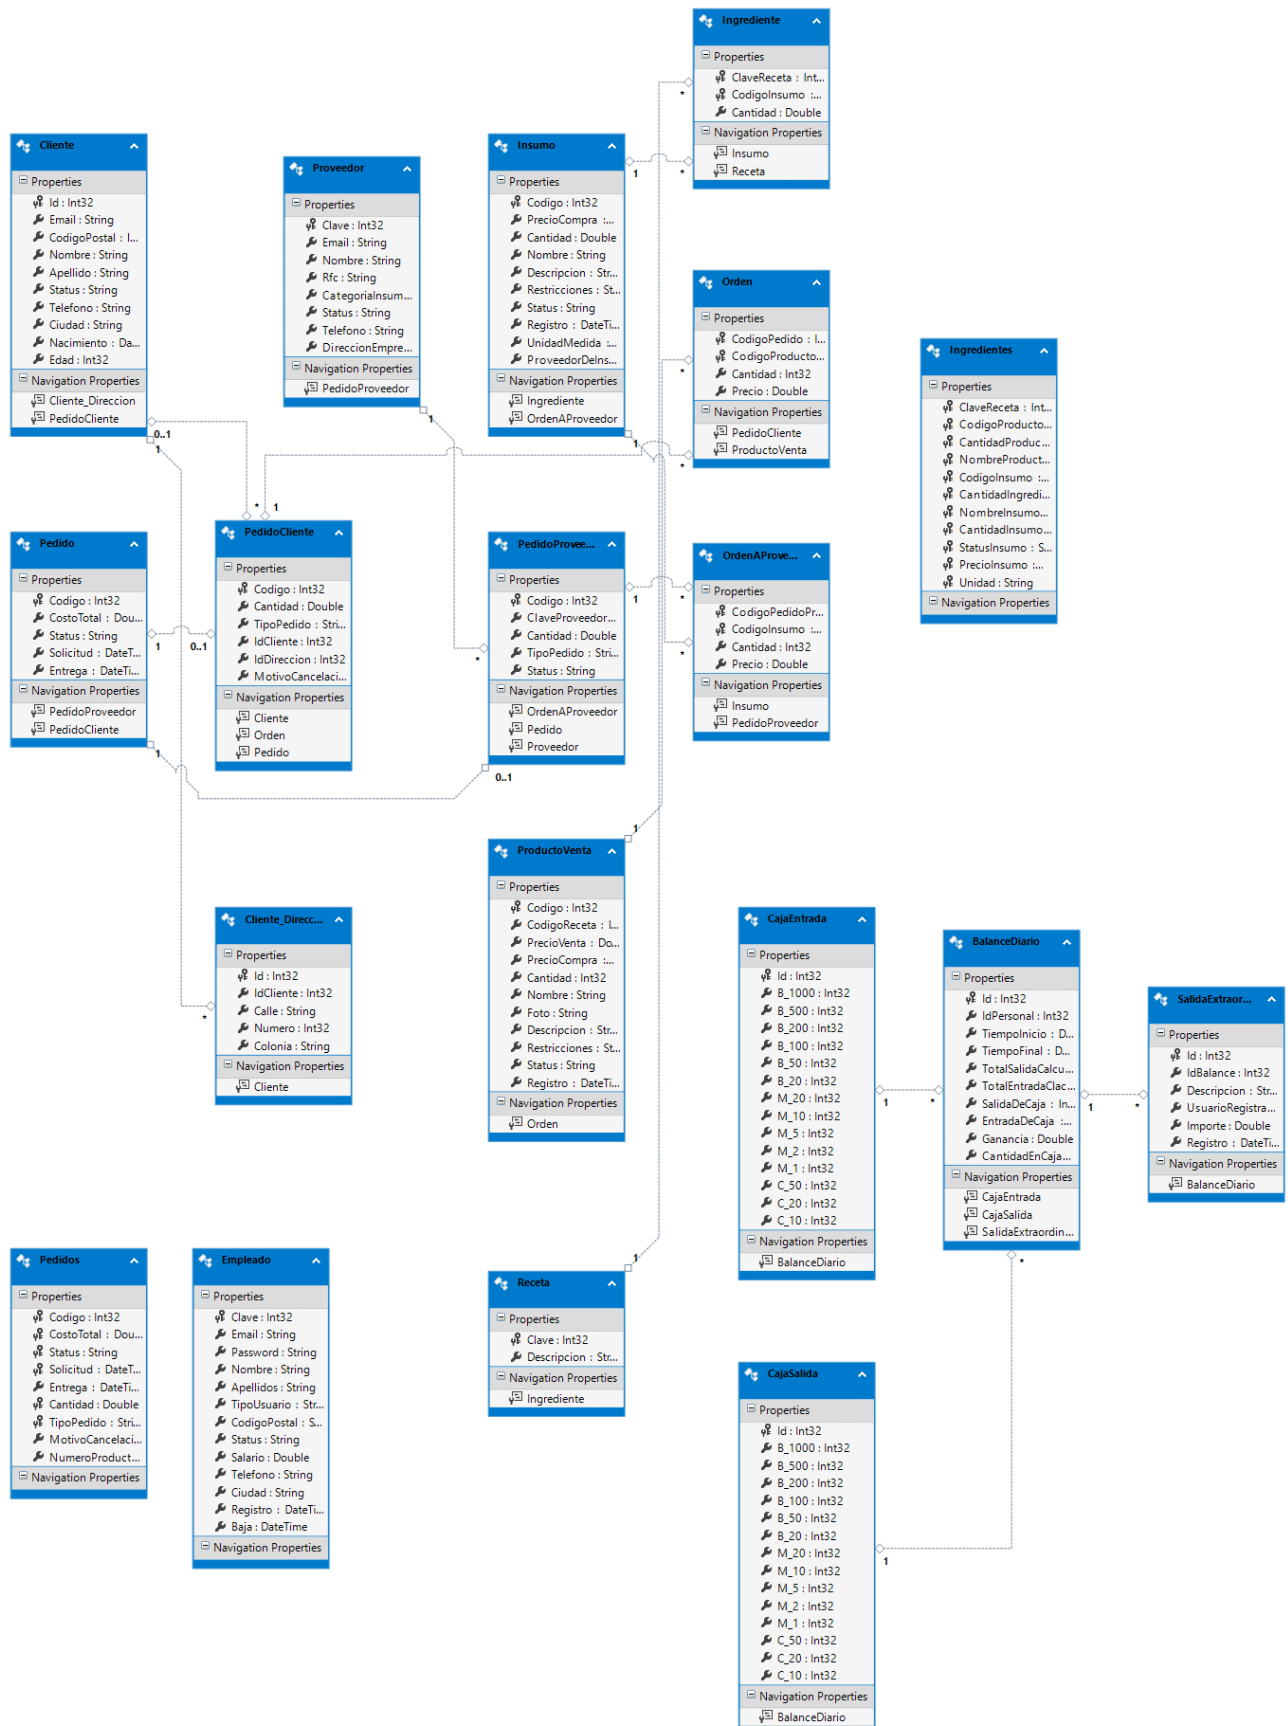 Ingrediente
Properties
ClaveReceta : Int...
CodigoInsumo :...
Cantidad : Double
Navigation Properties
Insumo
Receta
*
*
Cliente
Properties
Id : Int32
Email : String
CodigoPostal : I...
Nombre : String
Apellido : String
Status : String
Telefono : String
Ciudad : String
Nacimiento : Da...
Edad : Int32
Navigation Properties
Cliente_Direccion
PedidoCliente
0..1
1
Proveedor
Properties
Clave : Int32
Email : String
Nombre : String
Rfc : String
CategoriaInsum...
Status : String
Telefono : String
DireccionEmpre...
Navigation Properties
PedidoProveedor
1
Insumo
Properties
Codigo : Int32
PrecioCompra :...
Cantidad : Double
Nombre : String
Descripcion : Str...
Restricciones : St...
Status : String
Registro : DateTi...
UnidadMedida :...
ProveedorDeIns...
Navigation Properties
Ingrediente
OrdenAProveedor
1
1
Orden
Properties
CodigoPedido : I...
CodigoProducto...
Cantidad : Int32
Precio : Double
Navigation Properties
PedidoCliente
ProductoVenta
*
*
Ingredientes
Properties
ClaveReceta : Int...
CodigoProducto...
CantidadProduc...
NombreProduct...
CodigoInsumo :...
CantidadIngredi...
NombreInsumo...
CantidadInsumo...
StatusInsumo : S...
PrecioInsumo :...
Unidad : String
Navigation Properties
Pedido
Properties
Codigo : Int32
CostoTotal : Dou...
Status : String
Solicitud : DateT...
Entrega : DateTi...
Navigation Properties
PedidoProveedor
PedidoCliente
1
1
* 1
PedidoCliente
Properties
Codigo : Int32
Cantidad : Double
TipoPedido : Stri...
IdCliente : Int32
IdDireccion : Int32
MotivoCancelaci...
Navigation Properties
Cliente
Orden
Pedido
0..1
PedidoProvee...
Properties
Codigo : Int32
ClaveProveedor...
Cantidad : Double
TipoPedido : Stri...
Status : String
Navigation Properties
OrdenAProveedor
Pedido
Proveedor
1
*
0..1
OrdenAProve...
Properties
CodigoPedidoPr...
CodigoInsumo :...
Cantidad : Int32
Precio : Double
Navigation Properties
Insumo
PedidoProveedor
*
*
Cliente_Direcc...
Properties
Id : Int32
IdCliente : Int32
Calle : String
Numero : Int32
Colonia : String
Navigation Properties
Cliente
*
ProductoVenta
Properties
Codigo : Int32
CodigoReceta : I...
PrecioVenta : Do...
PrecioCompra :...
Cantidad : Int32
Nombre : String
Foto : String
Descripcion : Str...
Restricciones : St...
Status : String
Registro : DateTi...
Navigation Properties
Orden
1
CajaEntrada
Properties
Id : Int32
B_1000 : Int32
B_500 : Int32
B_200 : Int32
B_100 : Int32
B_50 : Int32
B_20 : Int32
M_20 : Int32
M_10 : Int32
M_5 : Int32
M_2 : Int32
M_1 : Int32
C_50 : Int32
C_20 : Int32
C_10 : Int32
Navigation Properties
BalanceDiario
1
BalanceDiario
Properties
Id : Int32
IdPersonal : Int32
TiempoInicio : D...
TiempoFinal : D...
TotalSalidaCalcu...
TotalEntradaClac...
SalidaDeCaja : In...
EntradaDeCaja :...
Ganancia : Double
CantidadEnCaja...
Navigation Properties
CajaEntrada
CajaSalida
SalidaExtraordin...
*
1
*
SalidaExtraor...
Properties
Id : Int32
IdBalance : Int32
Descripcion : Str...
UsuarioRegistra...
Importe : Double
Registro : DateTi...
Navigation Properties
BalanceDiario
*
Pedidos
Properties
Codigo : Int32
CostoTotal : Dou...
Status : String
Solicitud : DateT...
Entrega : DateTi...
Cantidad : Double
TipoPedido : Stri...
MotivoCancelaci...
NumeroProduct...
Navigation Properties
Empleado
Properties
Clave : Int32
Email : String
Password : String
Nombre : String
Apellidos : String
TipoUsuario : Str...
CodigoPostal : S...
Status : String
Salario : Double
Telefono : String
Ciudad : String
Registro : DateTi...
Baja : DateTime
Navigation Properties
Receta
Properties
Clave : Int32
Descripcion : Str...
Navigation Properties
Ingrediente
1
CajaSalida
Properties
Id : Int32
B_1000 : Int32
B_500 : Int32
B_200 : Int32
B_100 : Int32
B_50 : Int32
B_20 : Int32
M_20 : Int32
M_10 : Int32
M_5 : Int32
M_2 : Int32
M_1 : Int32
C_50 : Int32
C_20 : Int32
C_10 : Int32
Navigation Properties
BalanceDiario
1